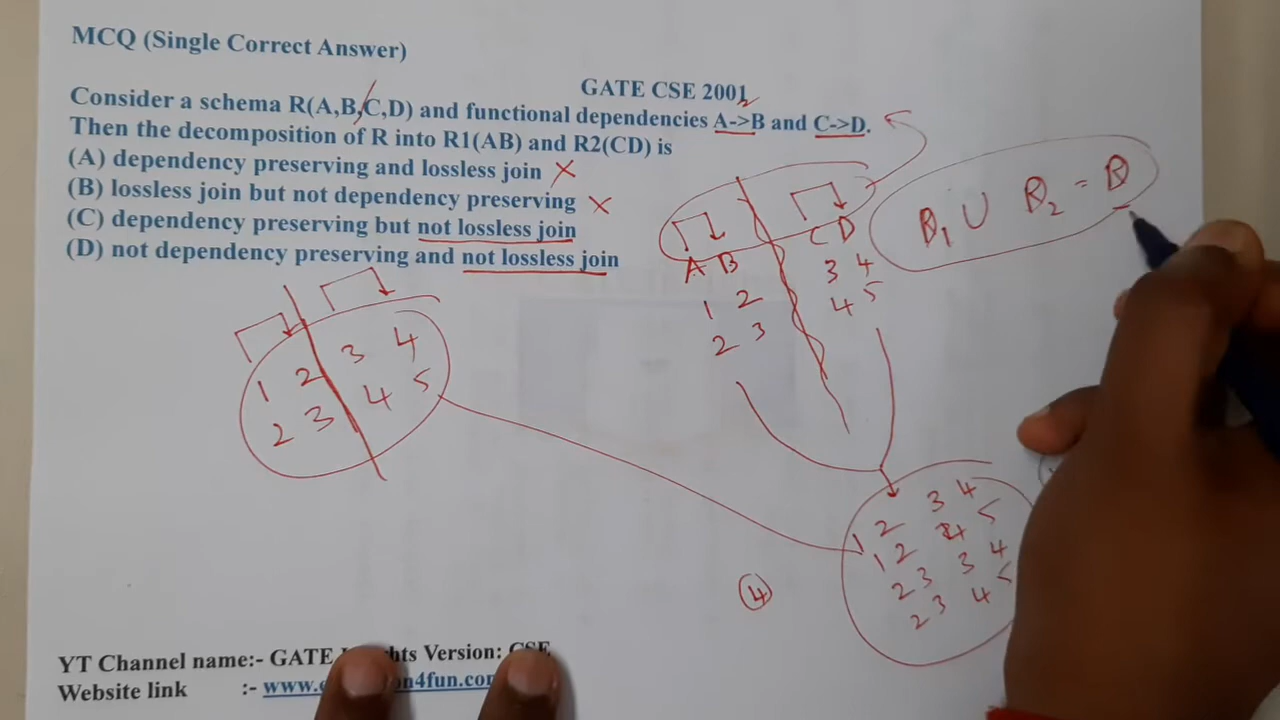 MCQ (Single Correct Answer)
GATE CSE 2001
Consider a schema R(A,B,C,D) and functional dependencies A->B and C->D.
Then the decomposition of R into R1(AB) and R2(CD) is
(A) dependency preserving and lossless join
(B) lossless join but not dependency preserving
(C) dependency preserving but not lossless join
(D) not dependency preserving and not lossless join
A B C D
1 2 3 4
2 3 4 5
R1 U R2 = R
1 2 3 4
2 3 4 5
1 2 3 4
1 2 4 5
2 3 3 4
2 3 4 5
4
YT Channel name:- GATE Version: CSE
Website link :- www.